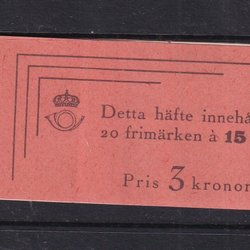 Detta häfte innehå
20 frimärken à 15
Pris 3 kronor